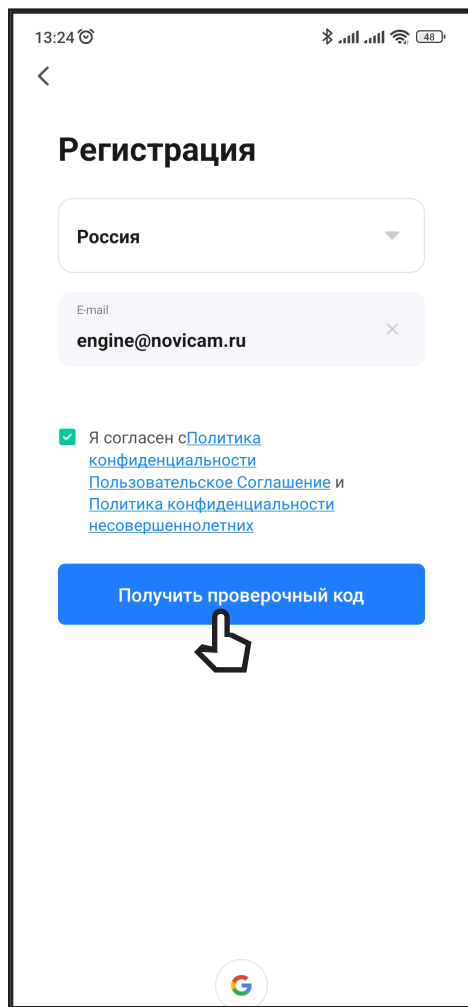 13:24
48
Регистрация
Россия
E-mail
engine@novicam.ru
Я согласен сПолитика
конфиденциальности
Пользовательское Соглашение и
Политика конфиденциальности
несовершеннолетних
Получить проверочный код
G